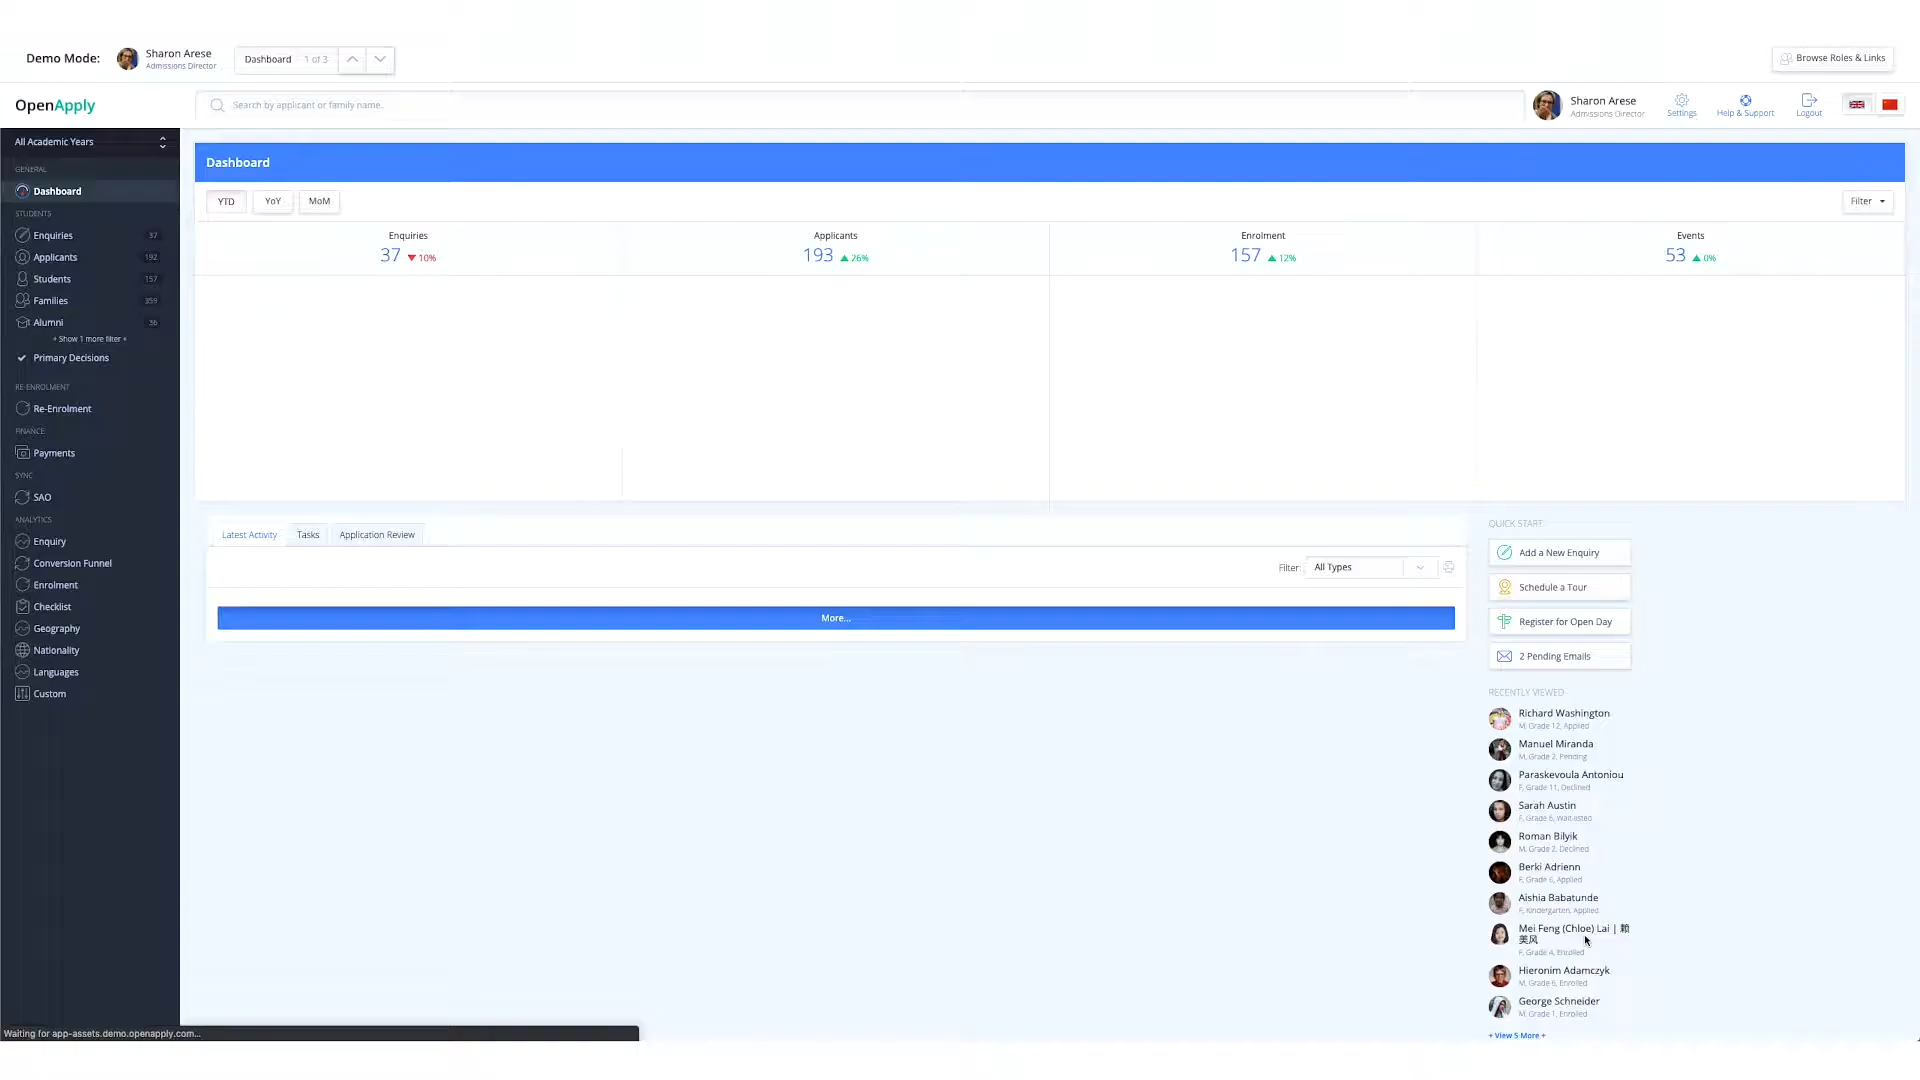 Demo Mode:
Sharon Arese
Admissions Director
Dashboard 1 of 3
Browse Roles & Links
OpenApply
Search by applicant or family name.
Sharon Arese
Admissions Director
Settings
Help & Support
Logout
All Academic Years
GENERAL
Dashboard
STUDENTS
Enquiries 37
Applicants 192
Students 157
Families 359
Alumni 36
+ Show 1 more filter +
Primary Decisions
RE-ENROLMENT
Re-Enrolment
FINANCE
Payments
SYNC
SAO
ANALYTICS
Enquiry
Conversion Funnel
Enrolment
Checklist
Geography
Nationality
Languages
Custom
Dashboard
YTD YoY MoM
Filter
Enquiries
37 ▼ 10%
Applicants
193 ▲ 26%
Enrolment
157 ▲ 12%
Events
53 ▲ 0%
Latest Activity Tasks Application Review
Filter: All Types
More...
QUICK START
Add a New Enquiry
Schedule a Tour
Register for Open Day
2 Pending Emails
RECENTLY VIEWED
Richard Washington
M, Grade 12, Applied
Manuel Miranda
M, Grade 2, Pending
Paraskevoula Antoniou
F, Grade 11, Declined
Sarah Austin
F, Grade 6, Wait-listed
Roman Bilyik
M, Grade 2, Declined
Berki Adrienn
F, Grade 6, Applied
Aishia Babatunde
F, Kindergarten, Applied
Mei Feng (Chloe) Lai | 賴
美风
F, Grade 4, Enrolled
Hieronim Adamczyk
M, Grade 6, Enrolled
George Schneider
M, Grade 1, Enrolled
+ View 5 More +
Waiting for app-assets.demo.openapply.com...